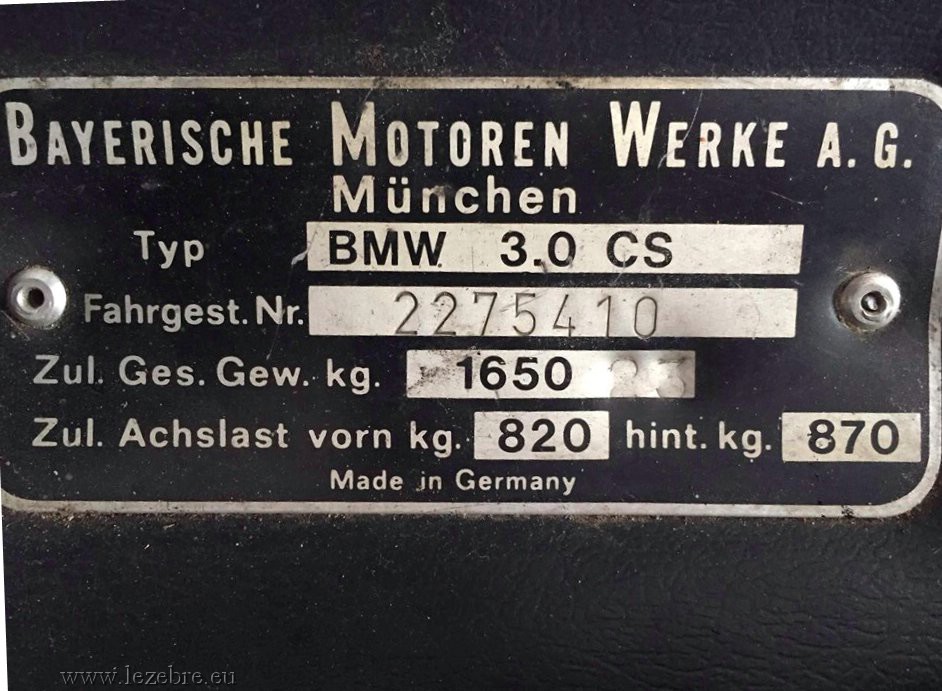 BAYERISCHE MOTOREN WERKE A.G.
München
Typ BMW 3.0 CS
Fahrgest.Nr. 2275410
Zul. Ges. Gew. kg. 1650
Zul. Achslast vorn kg. 820 hint. kg. 870
Made in Germany
www.lezebre.eu